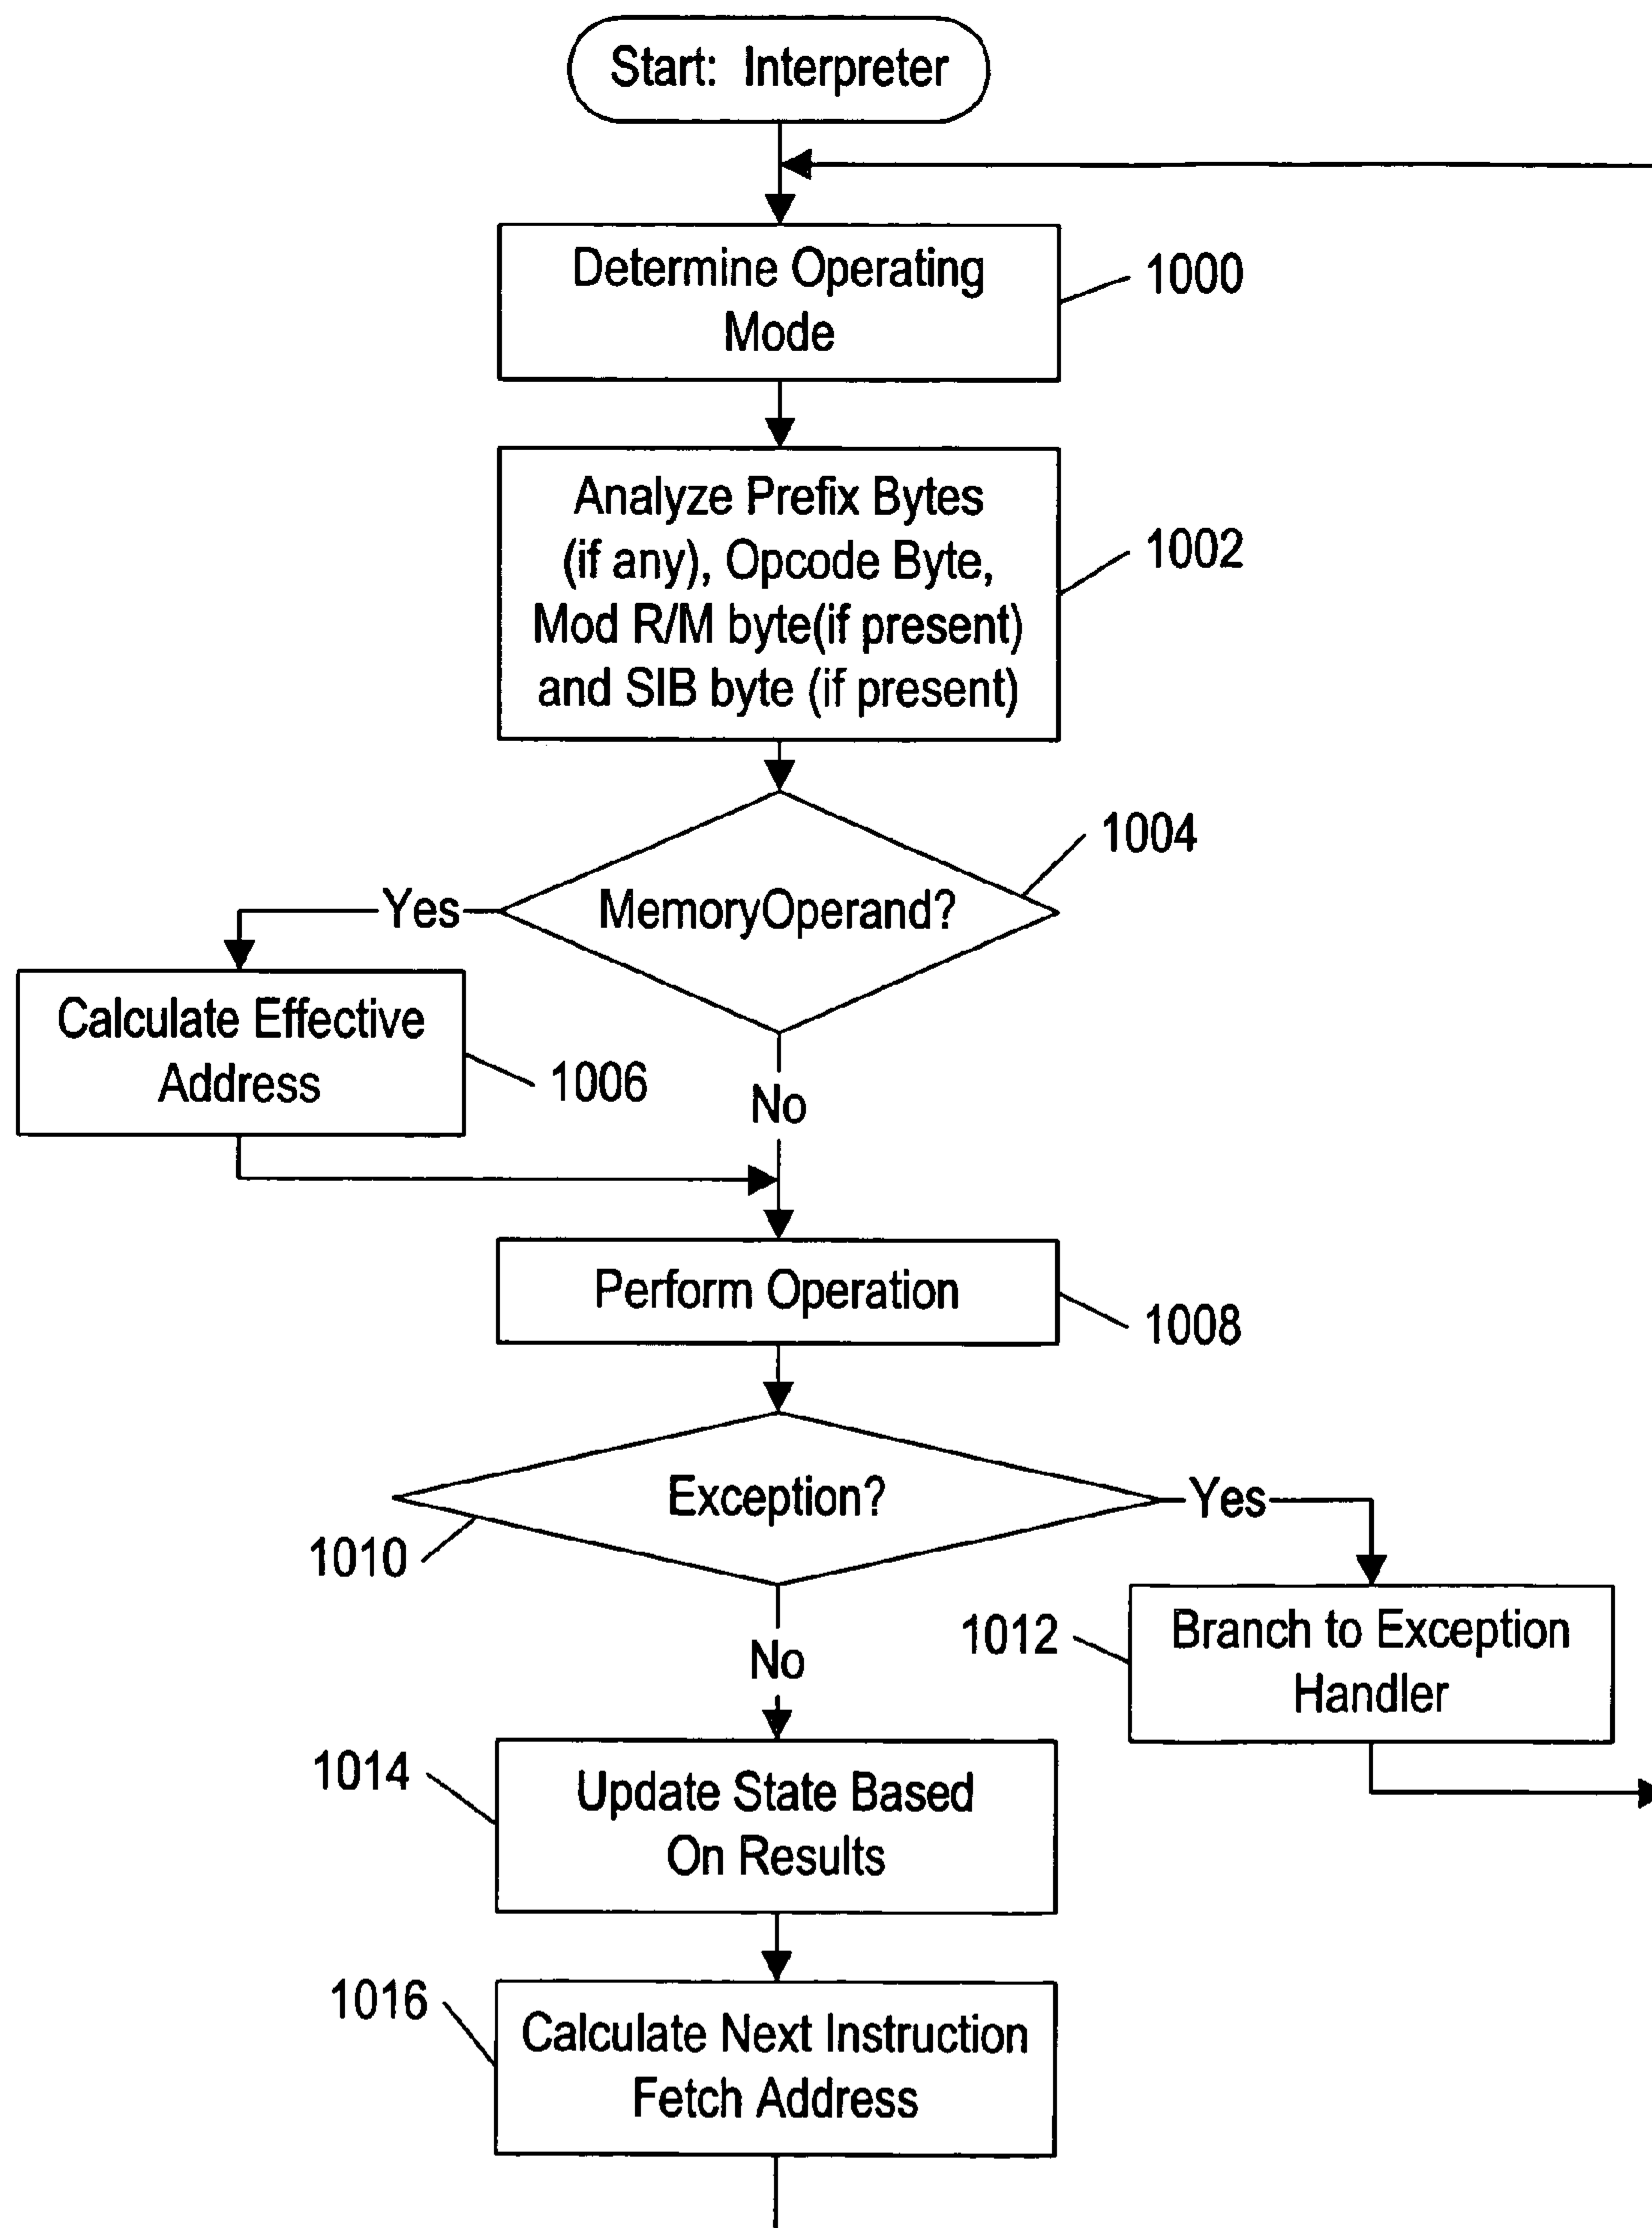 Start: Interpreter
Determine Operating
Mode
1000
Analyze Prefix Bytes
(if any), Opcode Byte,
Mod R/M byte(if present)
and SIB byte (if present)
1002
1004
MemoryOperand?
Yes
Calculate Effective
Address
1006
No
Perform Operation
1008
Exception?
Yes
1010
Branch to Exception
Handler
1012
No
Update State Based
On Results
1014
1016
Calculate Next Instruction
Fetch Address